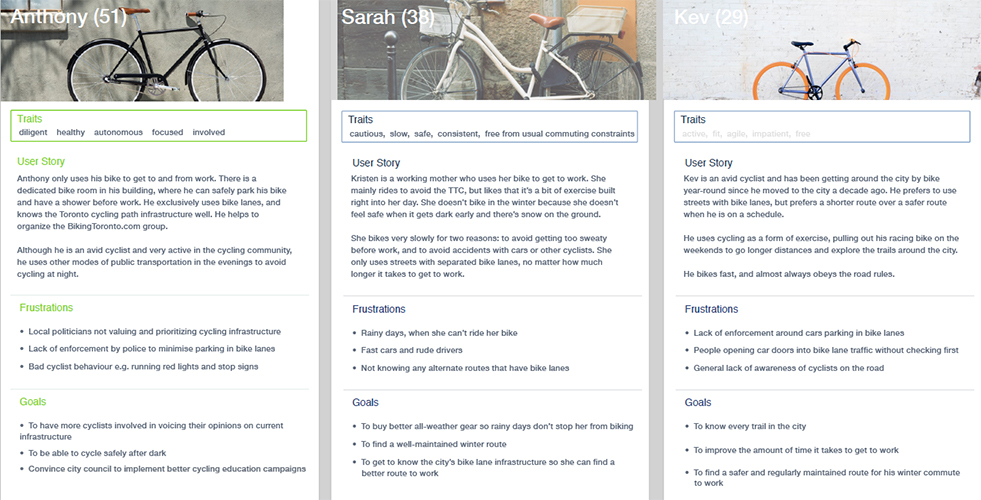 Anthony (51)
Traits
diligent healthy autonomous focused involved
User Story
Anthony only uses his bike to get to and from work. There is a
dedicated bike room in his building, where he can safely park his bike
and have a shower before work. He exclusively uses bike lanes, and
knows the Toronto cycling path infrastructure well. He helps to
organize the BikingToronto.com group.
Although he is an avid cyclist and very active in the cycling community,
he uses other modes of public transportation in the evenings to avoid
cycling at night.
Frustrations
• Local politicians not valuing and prioritizing cycling infrastructure
• Lack of enforcement by police to minimise parking in bike lanes
• Bad cyclist behaviour e.g. running red lights and stop signs
Goals
• To have more cyclists involved in voicing their opinions on current
infrastructure
• To be able to cycle safely after dark
• Convince city council to implement better cycling education campaigns
Sarah (38)
Traits
cautious, slow, safe, consistent, free from usual commuting constraints
User Story
Kristen is a working mother who uses her bike to get to work. She
mainly rides to avoid the TTC, but likes that it's a bit of exercise built
right into her day. She doesn't bike in the winter because she doesn't
feel safe when it gets dark early and there's snow on the ground.
She bikes very slowly for two reasons: to avoid getting too sweaty
before work, and to avoid accidents with cars or other cyclists. She
only uses streets with separated bike lanes, no matter how much
longer it takes to get to work.
Frustrations
• Rainy days, when she can't ride her bike
• Fast cars and rude drivers
• Not knowing any alternate routes that have bike lanes
Goals
• To buy better all-weather gear so rainy days don't stop her from biking
• To find a well-maintained winter route
• To get to know the city's bike lane infrastructure so she can find a
better route to work
Kev (29)
Traits
active, fit, agile, impatient, free
User Story
Kev is an avid cyclist and has been getting around the city by bike
year-round since he moved to the city a decade ago. He prefers to use
streets with bike lanes, but prefers a shorter route over a safer route
when he is on a schedule.
He uses cycling as a form of exercise, pulling out his racing bike on the
weekends to go longer distances and explore the trails around the city.
He bikes fast, and almost always obeys the road rules.
Frustrations
• Lack of enforcement around cars parking in bike lanes
• People opening car doors into bike lane traffic without checking first
• General lack of awareness of cyclists on the road
Goals
• To know every trail in the city
• To improve the amount of time it takes to get to work
• To find a safer and regularly maintained route for his winter commute
to work